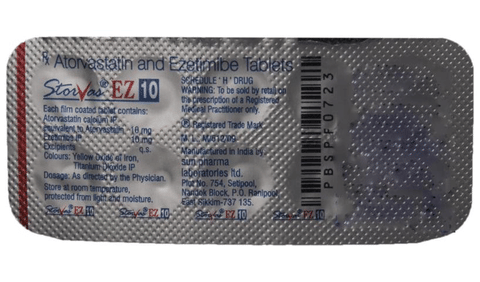 Rx Atorvastatin and Ezetimibe Tablets
Storvas® EZ 10
Each film coated tablet contains:
Atorvastatin calcium IP
equivalent to Atorvastatin 10 mg
Ezetimibe IP 10 mg
Excipients q.s.
Colours: Yellow Oxide of Iron,
Titanium Dioxide IP
Dosage: As directed by the Physician.
Store at room temperature,
protected from light and moisture.
SCHEDULE 'H' DRUG
WARNING: To be sold by retail on
the prescription of a Registered
Medical Practitioner only.
® Registered Trade Mark
Manufactured in India by:
sun pharma
laboratories ltd.
Plot No. 754, Setipool,
Nandok Block, P.O. Ranipool,
East Sikkim-737 135.
PBSPF0723
Storvas® EZ 10 Storvas® EZ 10 Storvas® EZ 10 Storvas® EZ 10